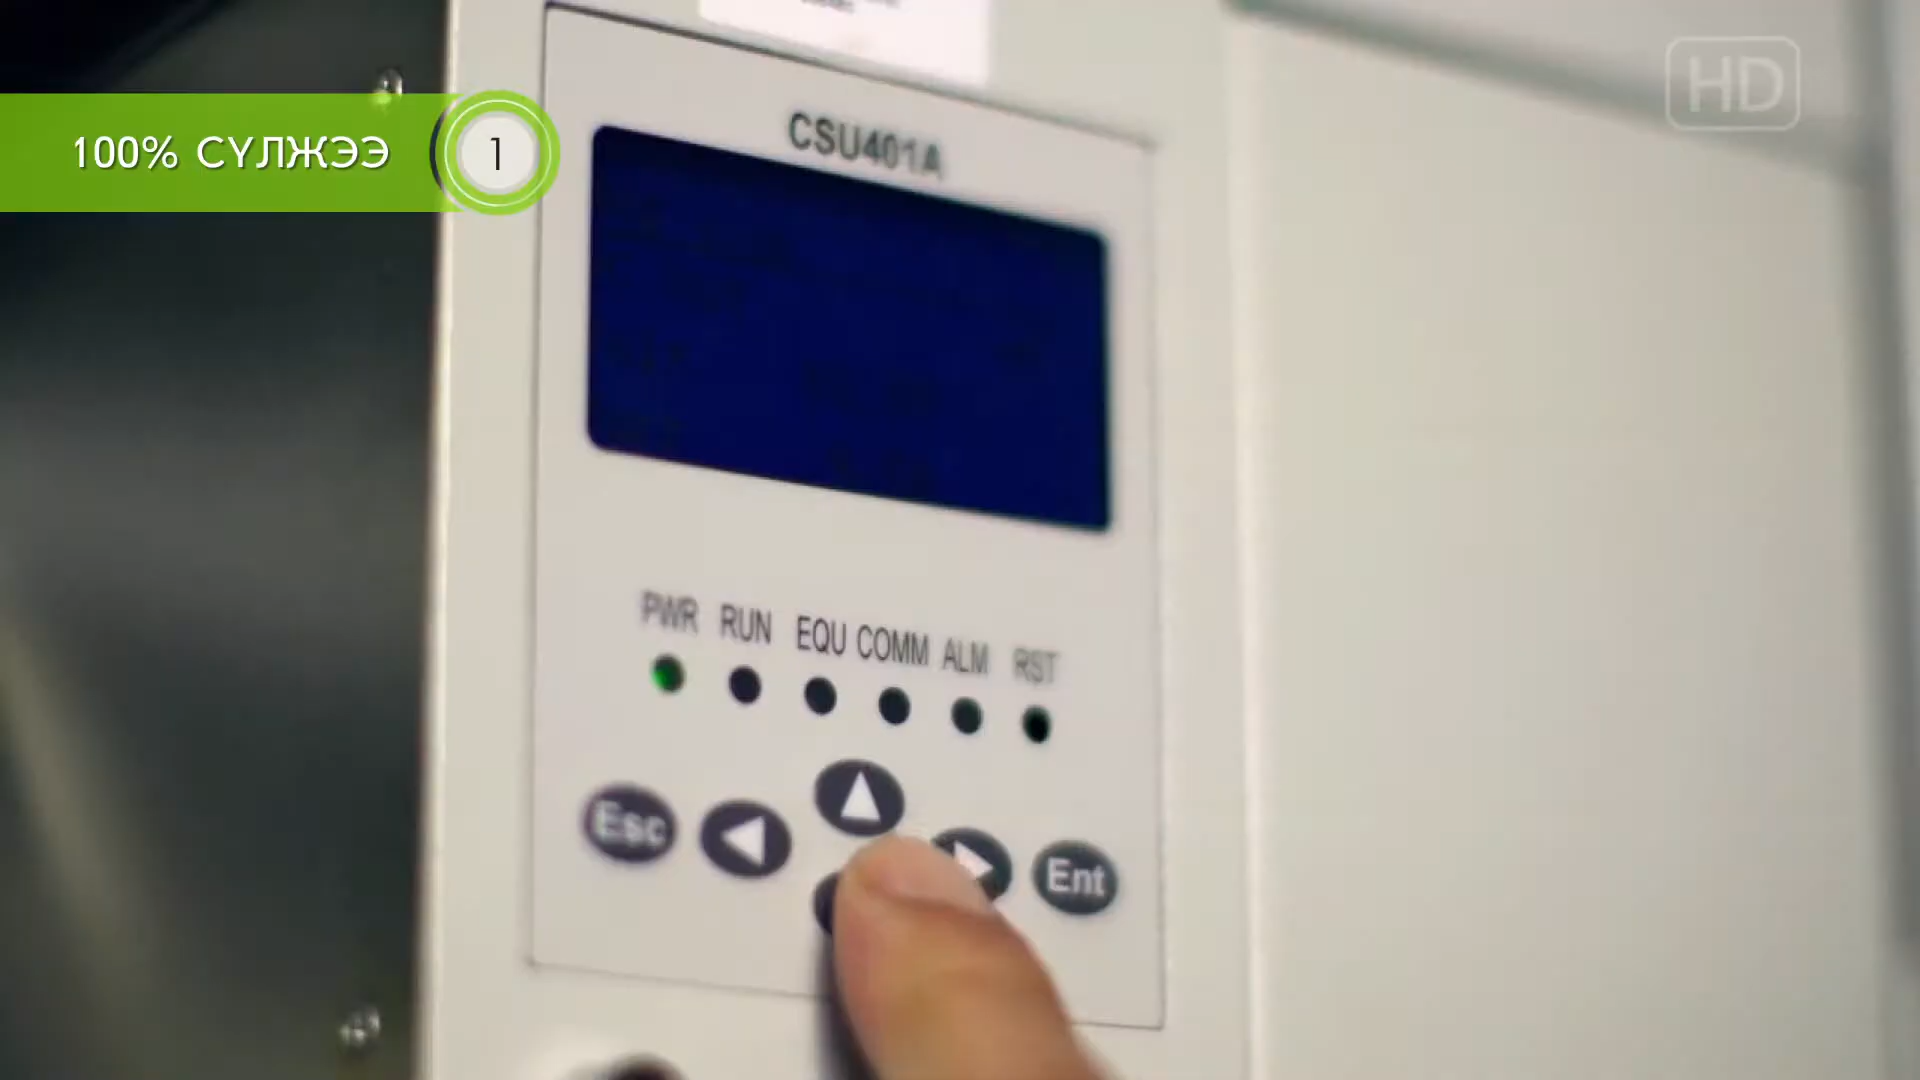 HD
100% СҮЛЖЭЭ 1
CSU401A
PWR RUN EQU COMM ALM RST
Esc Ent